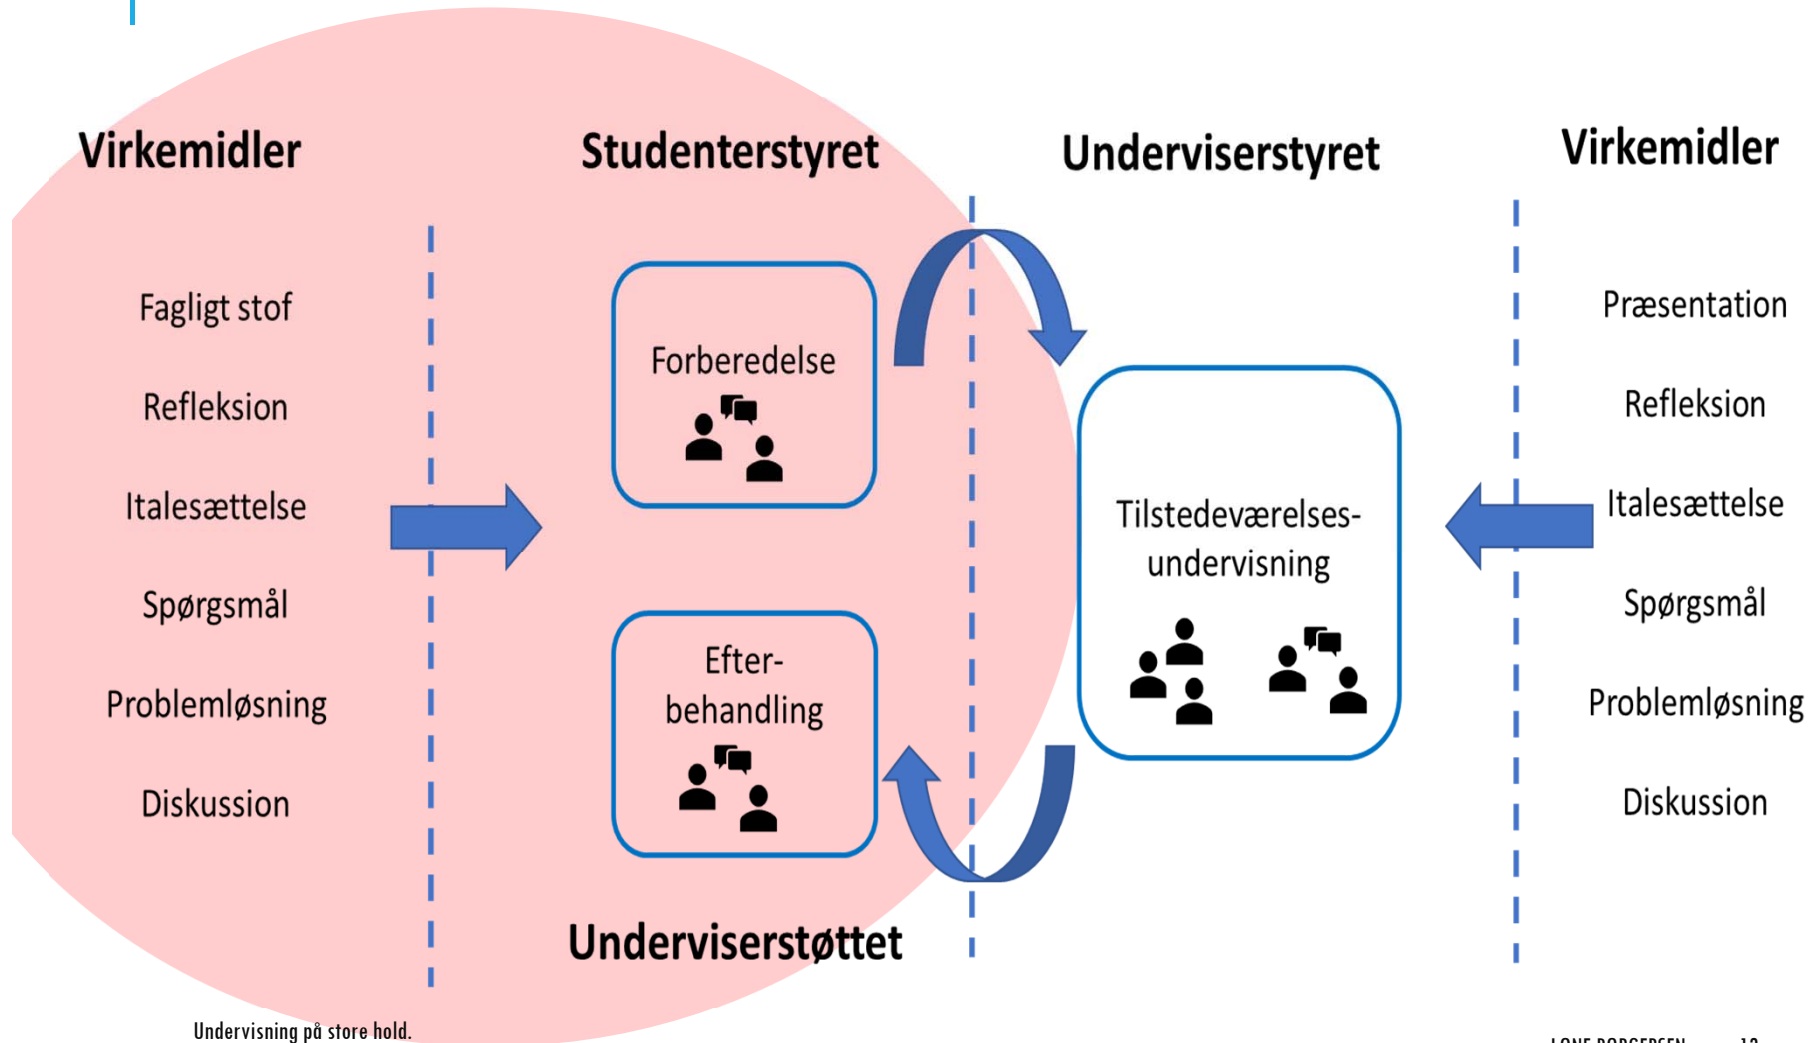 Virkemidler
Studenterstyret
Underviserstyret
Virkemidler
Fagligt stof
Refleksion
Italesættelse
Spørgsmål
Problemløsning
Diskussion
Forberedelse
Efter-
behandling
Underviserstøttet
Tilstedeværelses-
undervisning
Præsentation
Refleksion
Italesættelse
Spørgsmål
Problemløsning
Diskussion
Undervisning på store hold.